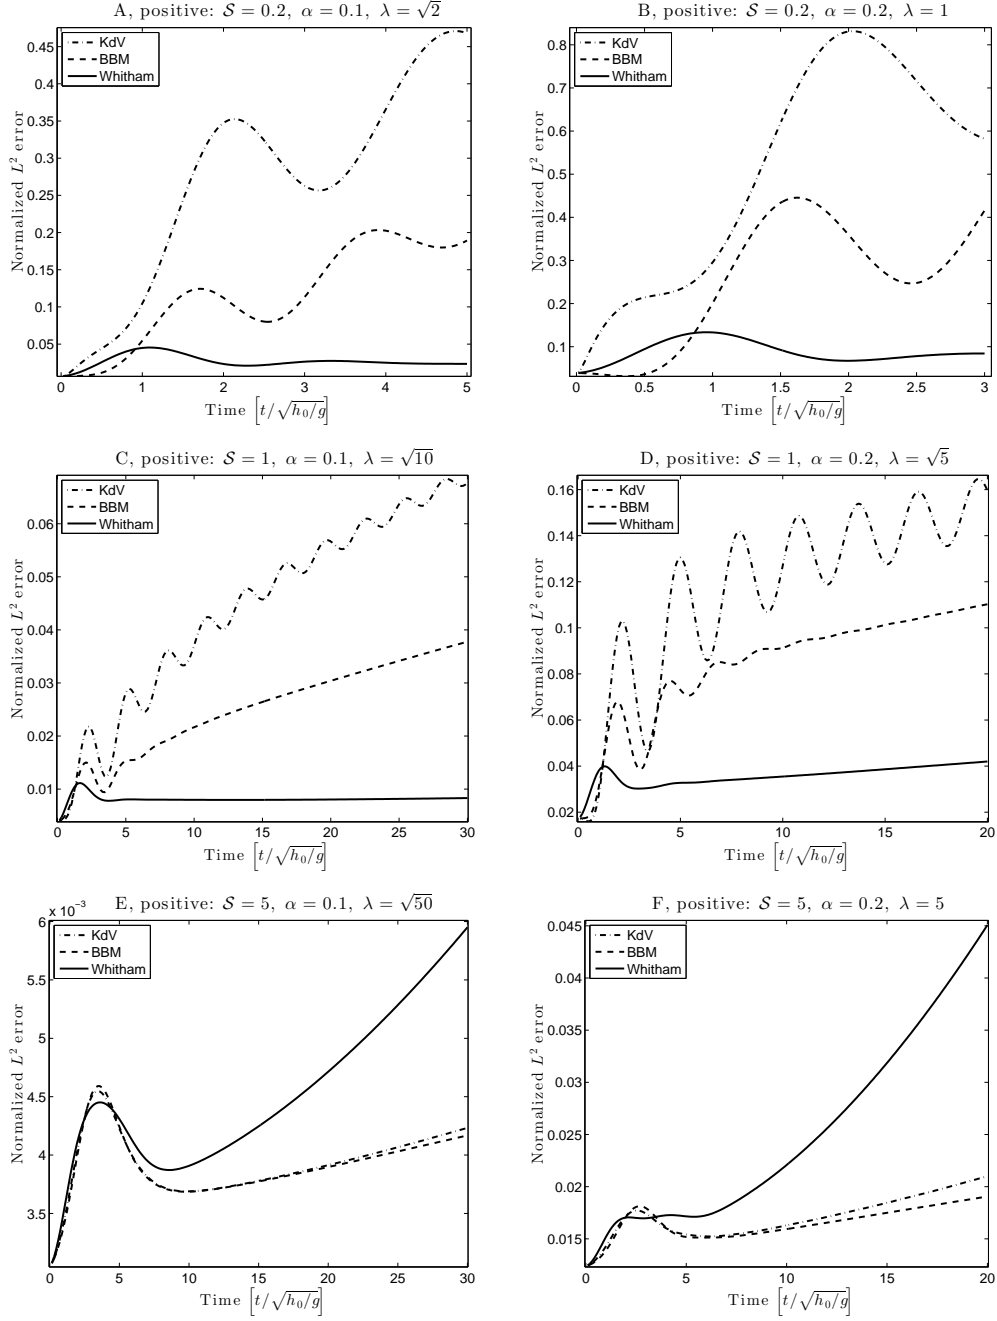 A, positive: 𝒮 = 0.2, α = 0.1, λ = √2
KdV
BBM
Whitham
Normalized L² error
0.45
0.4
0.35
0.3
0.25
0.2
0.15
0.1
0.05
0 1 2 3 4 5
Time [t/√h₀/g]
B, positive: 𝒮 = 0.2, α = 0.2, λ = 1
KdV
BBM
Whitham
Normalized L² error
0.8
0.7
0.6
0.5
0.4
0.3
0.2
0.1
0 0.5 1 1.5 2 2.5 3
Time [t/√h₀/g]
C, positive: 𝒮 = 1, α = 0.1, λ = √10
KdV
BBM
Whitham
Normalized L² error
0.06
0.05
0.04
0.03
0.02
0.01
0 5 10 15 20 25 30
Time [t/√h₀/g]
D, positive: 𝒮 = 1, α = 0.2, λ = √5
KdV
BBM
Whitham
Normalized L² error
0.16
0.14
0.12
0.1
0.08
0.06
0.04
0.02
0 5 10 15 20
Time [t/√h₀/g]
E, positive: 𝒮 = 5, α = 0.1, λ = √50
x 10⁻³
KdV
BBM
Whitham
Normalized L² error
6
5.5
5
4.5
4
3.5
0 5 10 15 20 25 30
Time [t/√h₀/g]
F, positive: 𝒮 = 5, α = 0.2, λ = 5
KdV
BBM
Whitham
Normalized L² error
0.045
0.04
0.035
0.03
0.025
0.02
0.015
0 5 10 15 20
Time [t/√h₀/g]